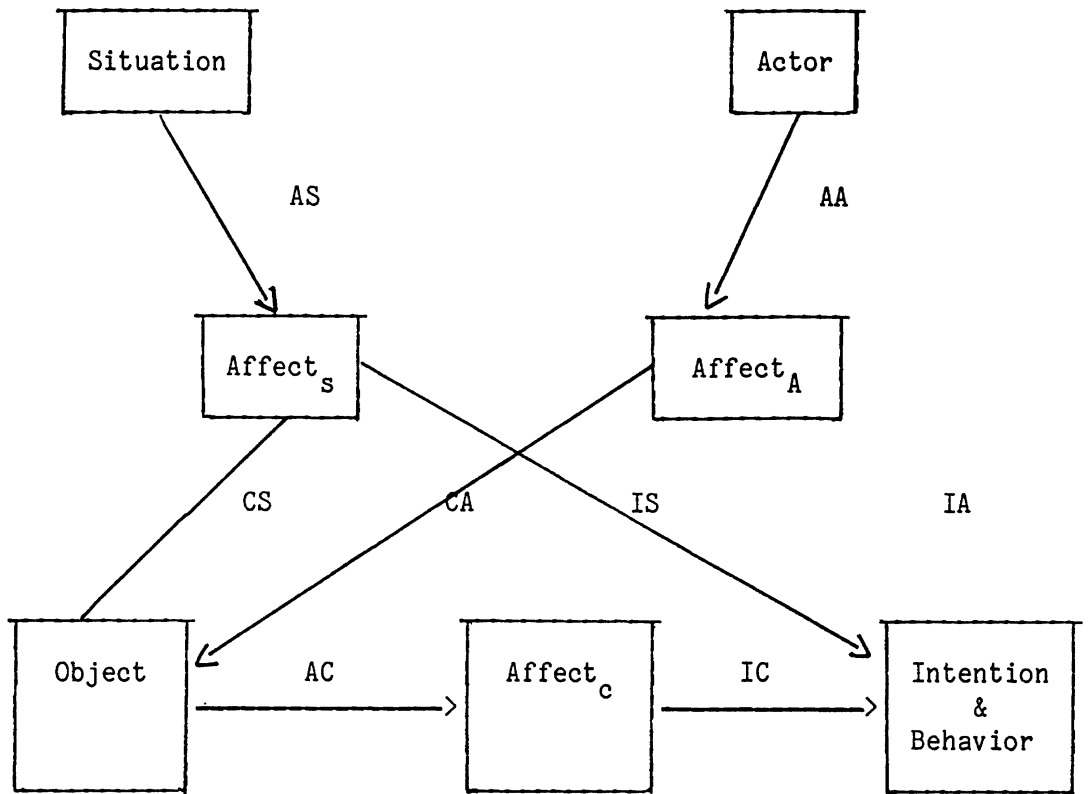 Situation
Actor
AS
AA
Affect_s
Affect_A
CS
CA
IS
IA
Object
AC
Affect_c
IC
Intention
&
Behavior